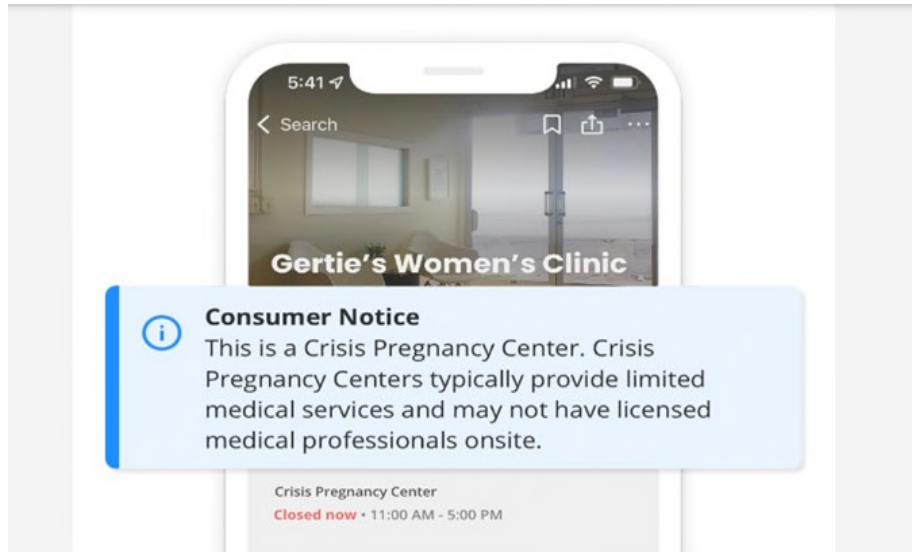 5:41
Search
Gertie's Women's Clinic
Consumer Notice
This is a Crisis Pregnancy Center. Crisis
Pregnancy Centers typically provide limited
medical services and may not have licensed
medical professionals onsite.
Crisis Pregnancy Center
Closed now • 11:00 AM - 5:00 PM